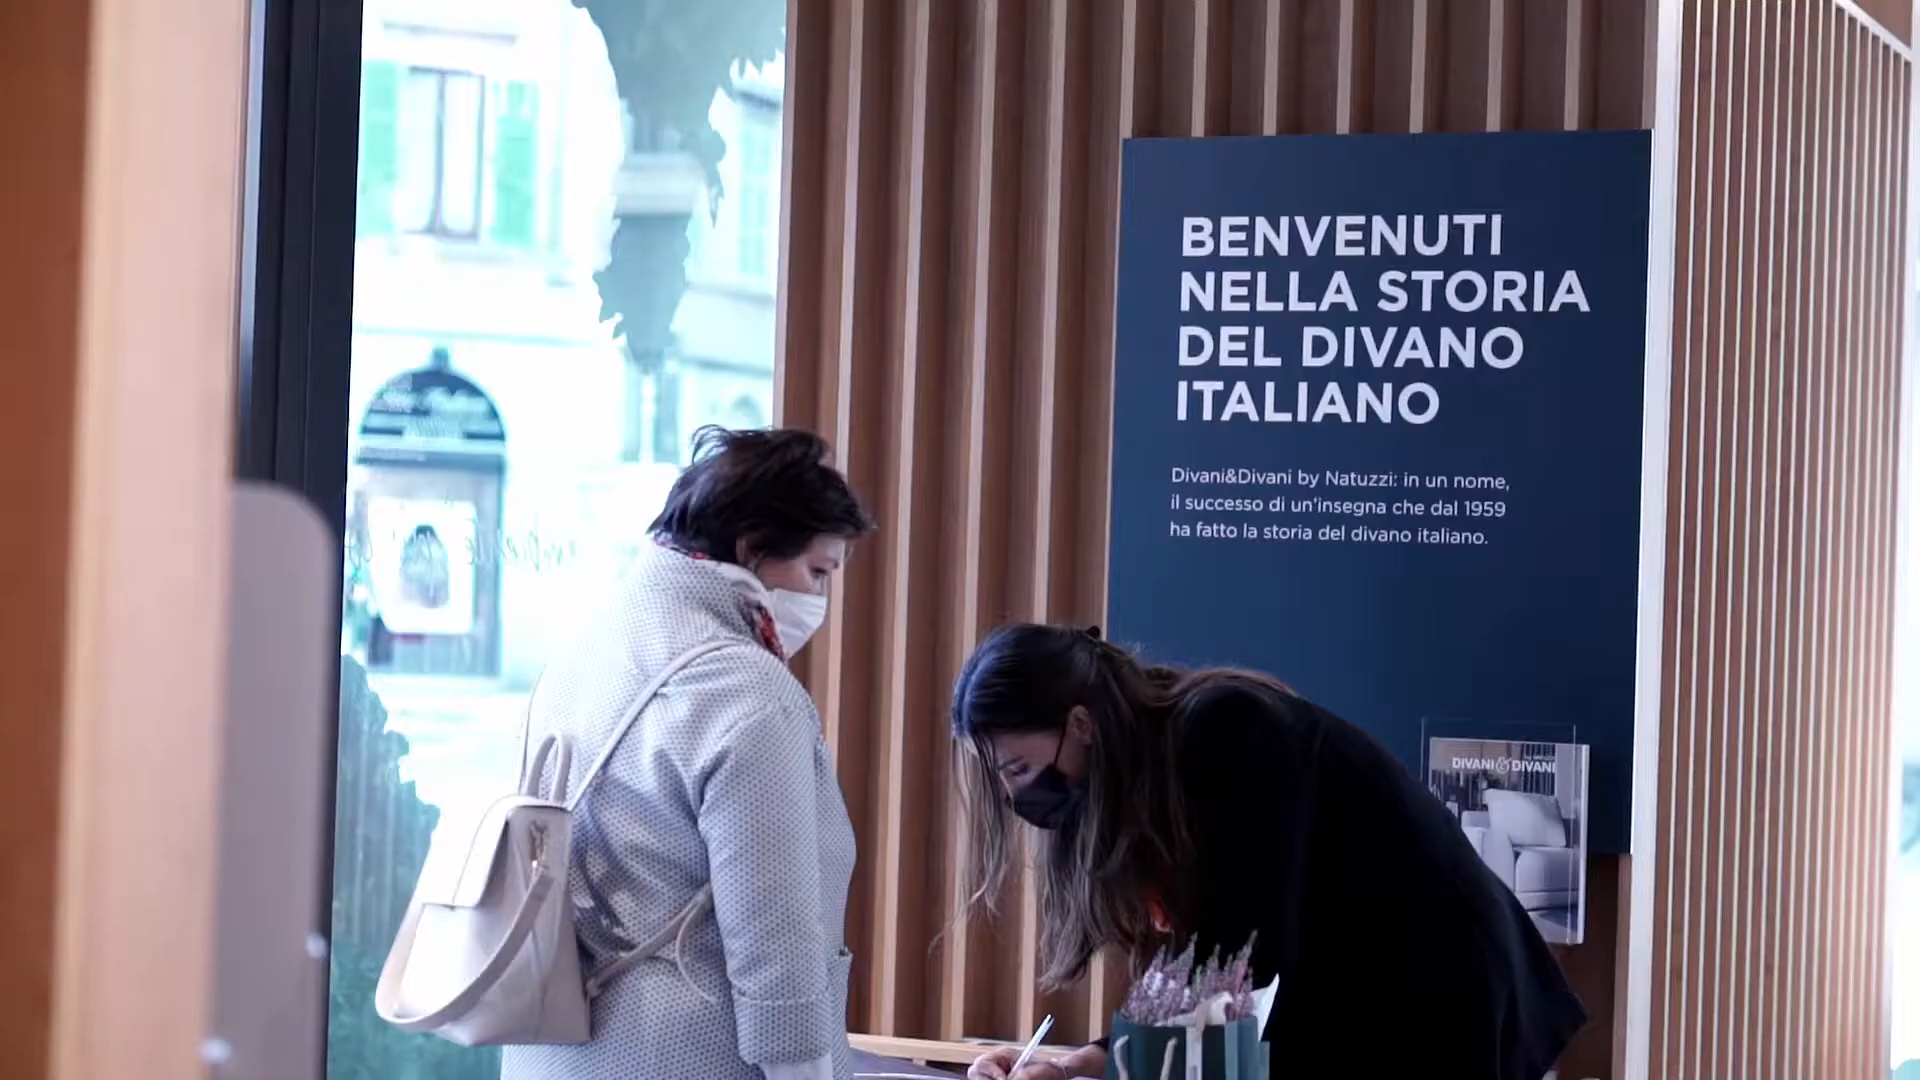 BENVENUTI
NELLA STORIA
DEL DIVANO
ITALIANO
Divani&Divani by Natuzzi: in un nome,
il successo di un'insegna che dal 1959
ha fatto la storia del divano italiano.
DIVANI&DIVANI